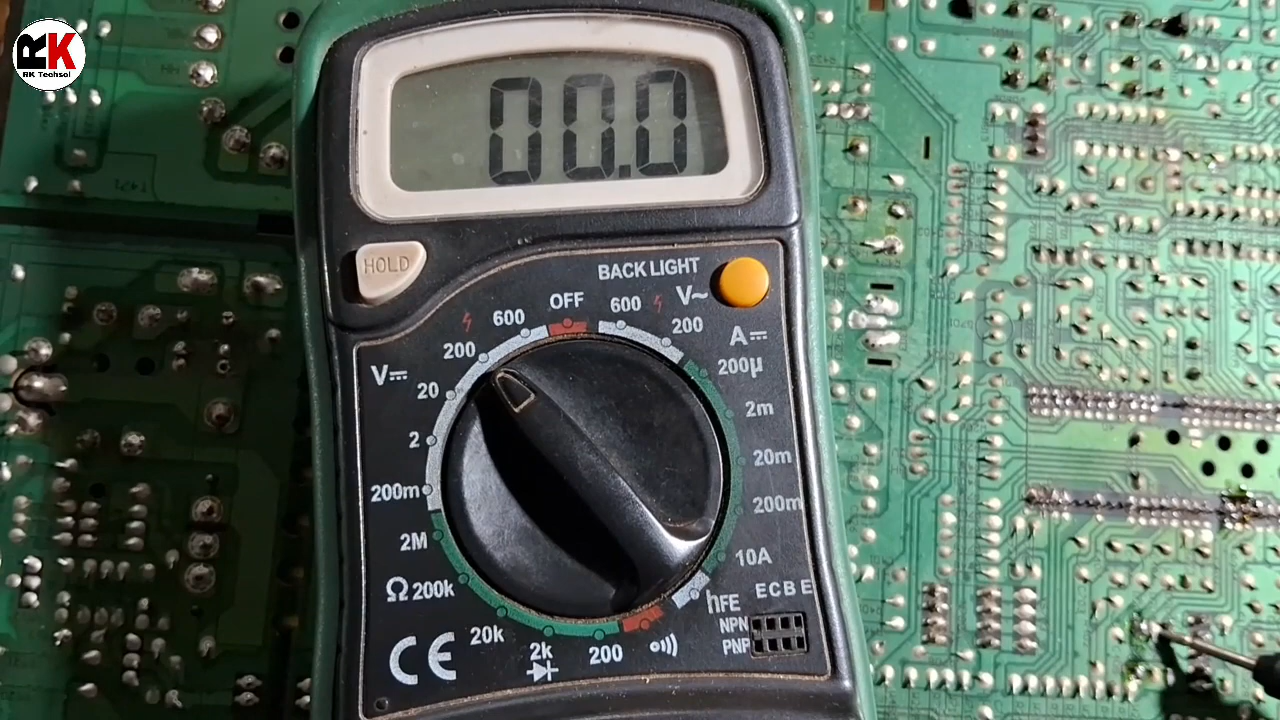 RK
RK Techsol
00.0
HOLD
BACK LIGHT
OFF
600
600
V~
200
200
A
V
20
200µ
2
2m
200m
20m
2M
200m
Ω 200k
10A
20k
2k
200
hFE
E C B E
NPN
PNP
CE